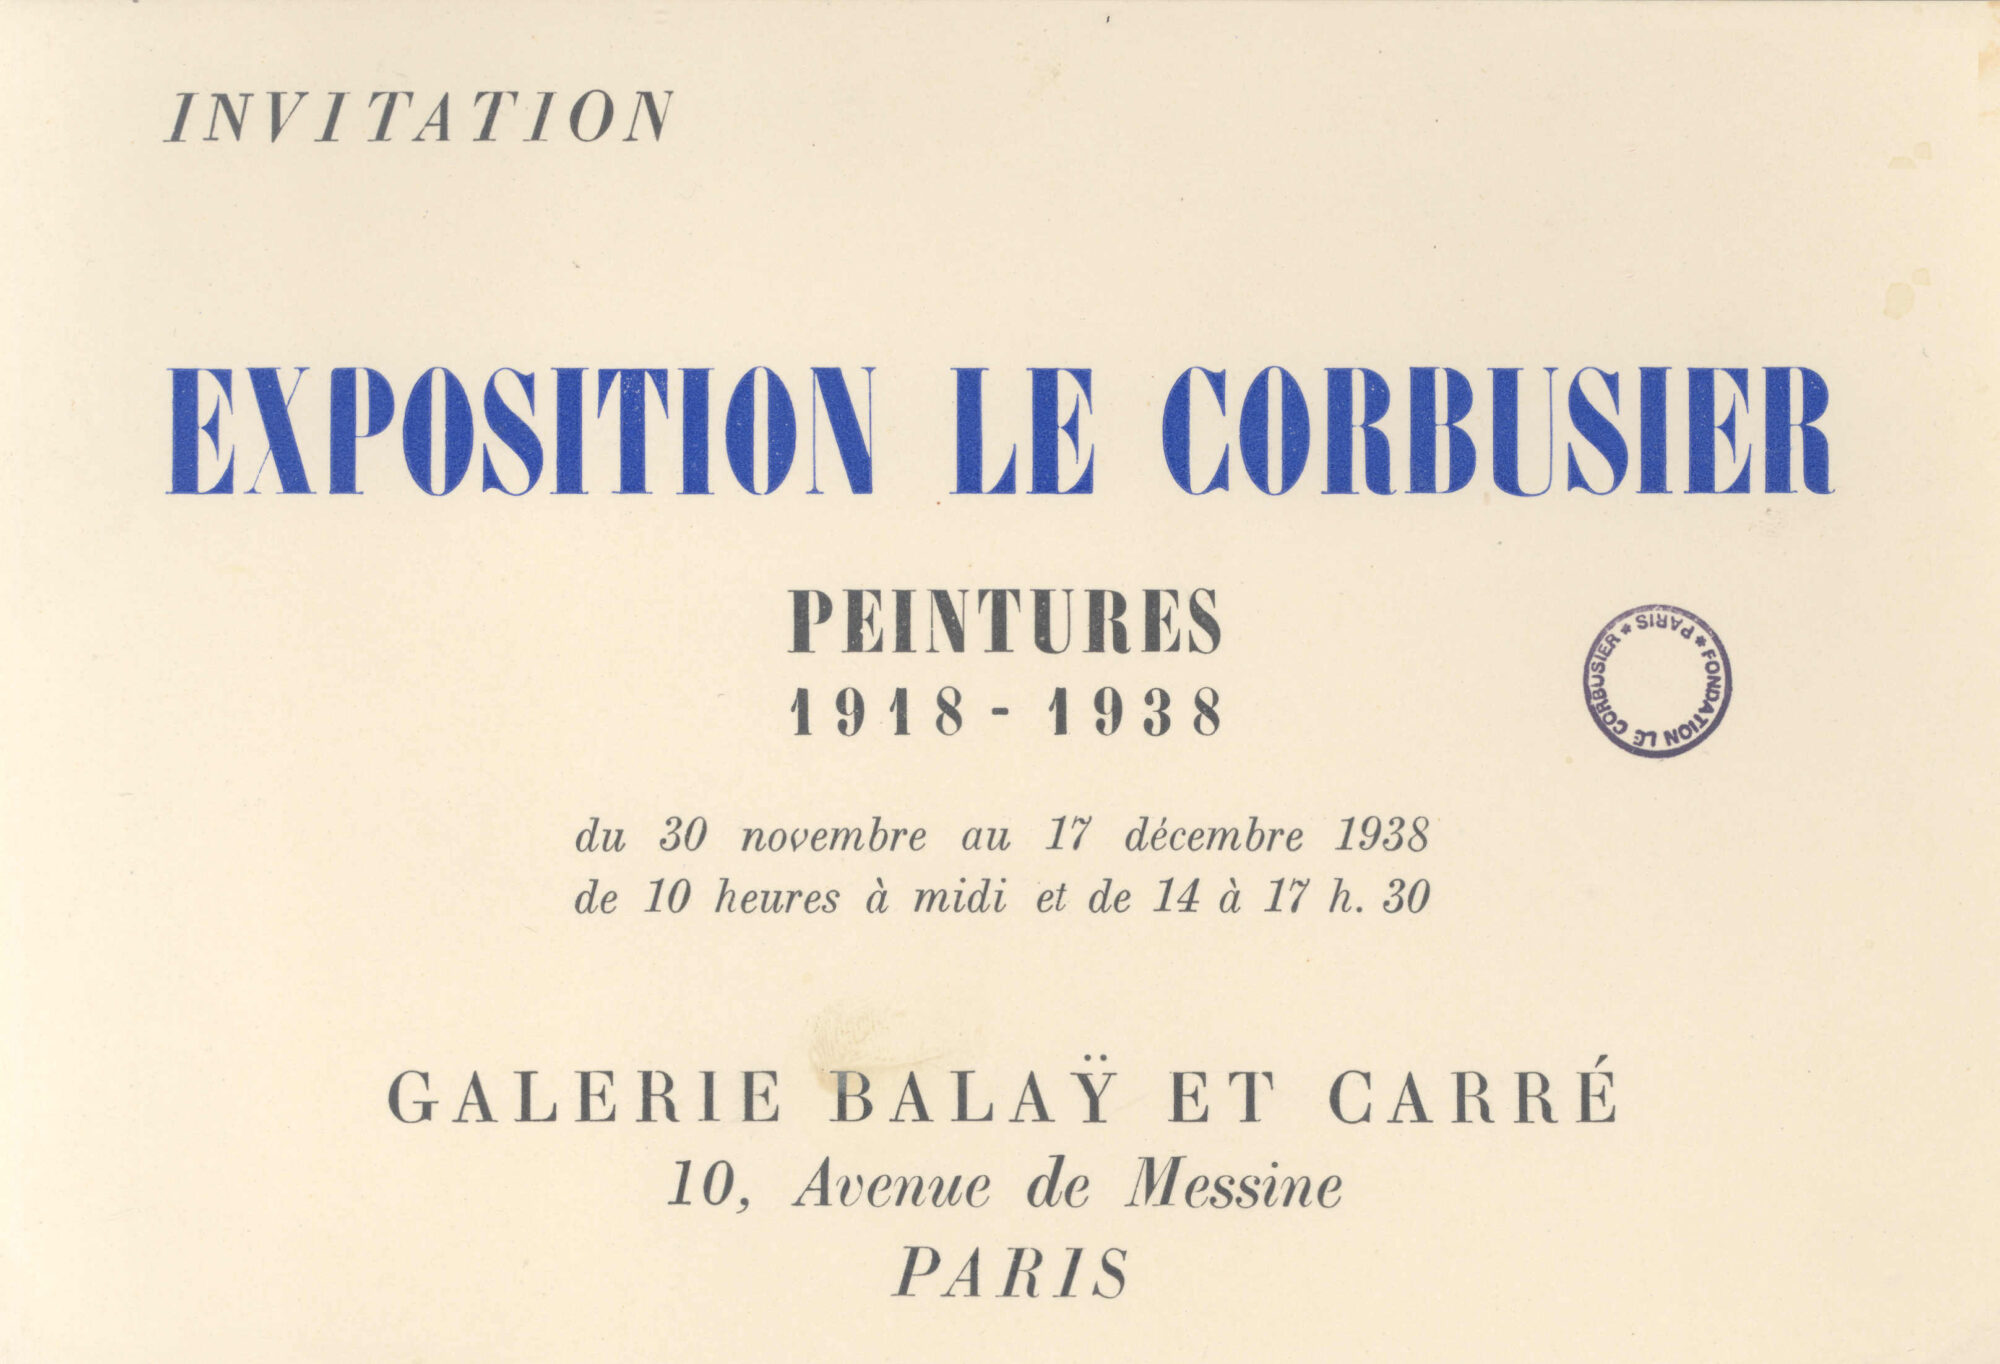 INVITATION
EXPOSITION LE CORBUSIER
PEINTURES
1918 - 1938
FONDATION LE CORBUSIER * PARIS *
du 30 novembre au 17 décembre 1938
de 10 heures à midi et de 14 à 17 h. 30
GALERIE BALAŸ ET CARRÉ
10, Avenue de Messine
PARIS